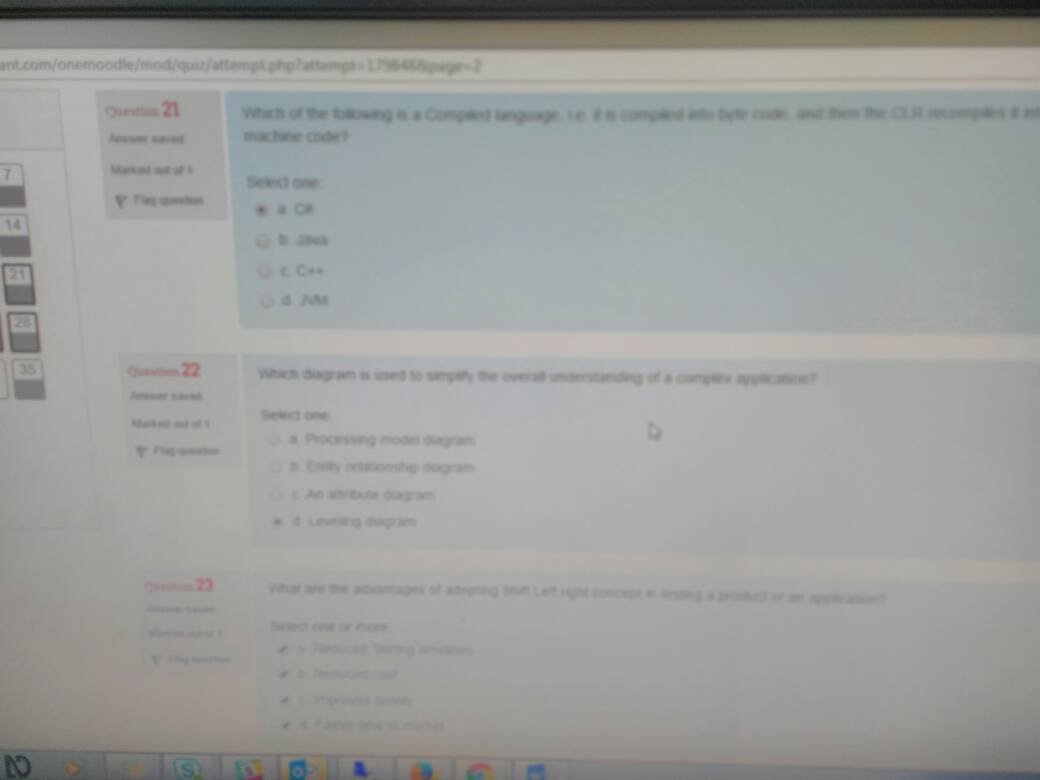 ant.com/onemoodle/mod/quiz/attempt.php?attempt=179848&page=2
7
14
21
28
35
Question 21
Answer saved
Marked out of 1
Flag question
Which of the following is a Compiled language, i.e. it is compiled into byte code, and then the CLR recompiles it
machine code?
Select one:
a. C#
b. Java
c. C++
d. JVM
Question 22
Answer saved
Marked out of 1
Flag question
Which diagram is used to simplify the overall understanding of a complex application?
Select one:
a. Processing model diagram
b. Entity relationship diagram
c. An attribute diagram
d. Leveling diagram
Question 23
Answer saved
Marked out of 1
Flag question
What are the advantages of adopting Shift Left right concept in testing a product or an application?
Select one or more:
a. Reduced Testing timelines
b. Reduced cost
c. Improved quality
d. Faster time to market